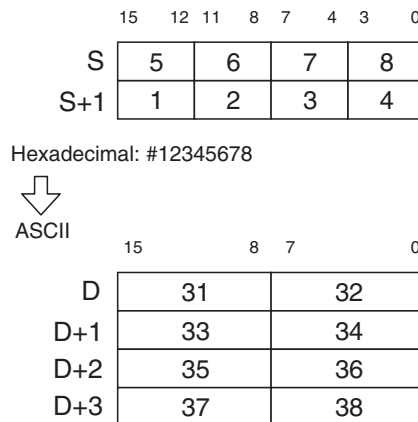 15 12 11 8 7 4 3 0
S 5 6 7 8
S+1 1 2 3 4
Hexadecimal: #12345678
ASCII
15 8 7 0
D 31 32
D+1 33 34
D+2 35 36
D+3 37 38